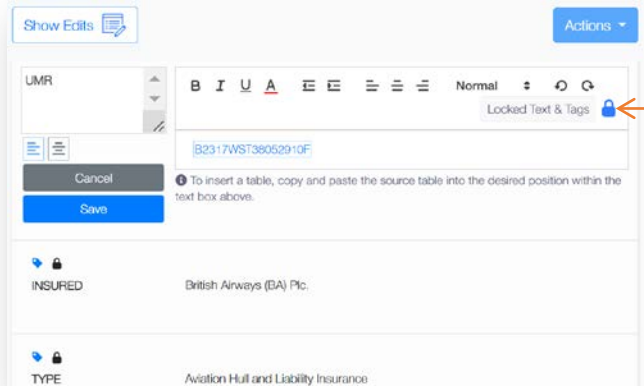 Show Edits
Actions
UMR
B I U A Normal
Locked Text & Tags
B2317WST38052910F
Cancel
Save
To insert a table, copy and paste the source table into the desired position within the
text box above.
INSURED
British Airways (BA) Plc.
TYPE
Aviation Hull and Liability Insurance